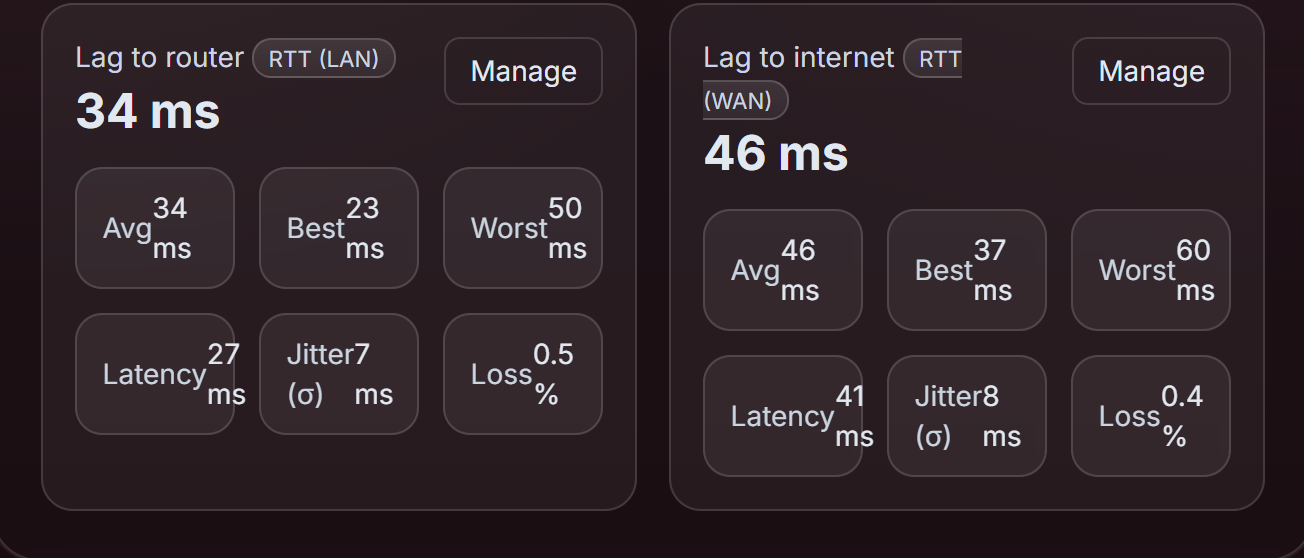 Lag to router RTT (LAN)
Manage
34 ms
Avg 34 ms
Best 23 ms
Worst 50 ms
Latency 27 ms
Jitter (σ) 7 ms
Loss 0.5 %
Lag to internet RTT
(WAN)
Manage
46 ms
Avg 46 ms
Best 37 ms
Worst 60 ms
Latency 41 ms
Jitter (σ) 8 ms
Loss 0.4 %